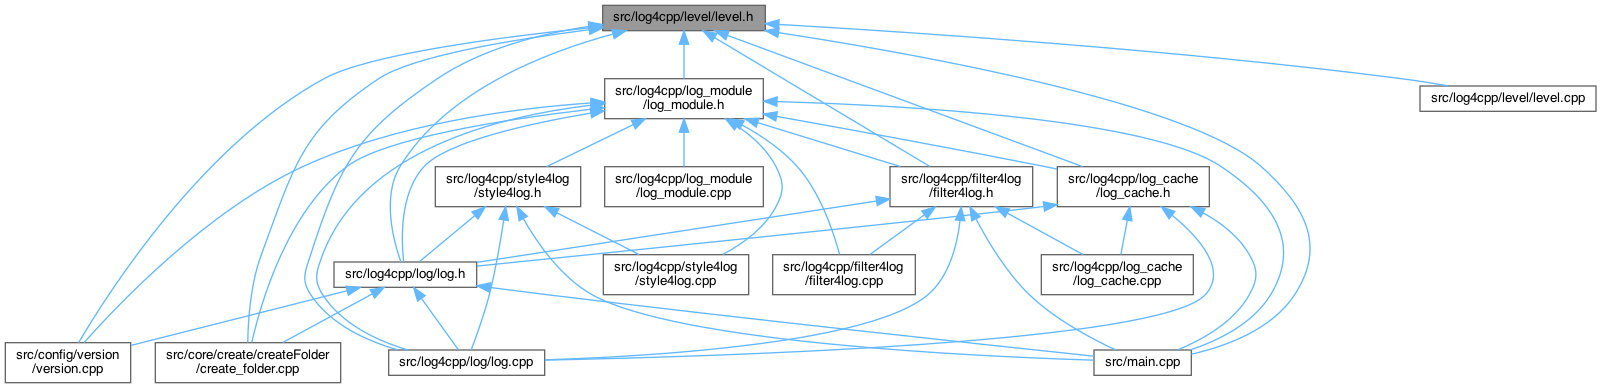 src/log4cpp/level/level.h
src/log4cpp/log_module
/log_module.h
src/log4cpp/level/level.cpp
src/log4cpp/style4log
/style4log.h
src/log4cpp/log_module
/log_module.cpp
src/log4cpp/filter4log
/filter4log.h
src/log4cpp/log_cache
/log_cache.h
src/log4cpp/log/log.h
src/log4cpp/style4log
/style4log.cpp
src/log4cpp/filter4log
/filter4log.cpp
src/log4cpp/log_cache
/log_cache.cpp
src/config/version
/version.cpp
src/core/create/createFolder
/create_folder.cpp
src/log4cpp/log/log.cpp
src/main.cpp